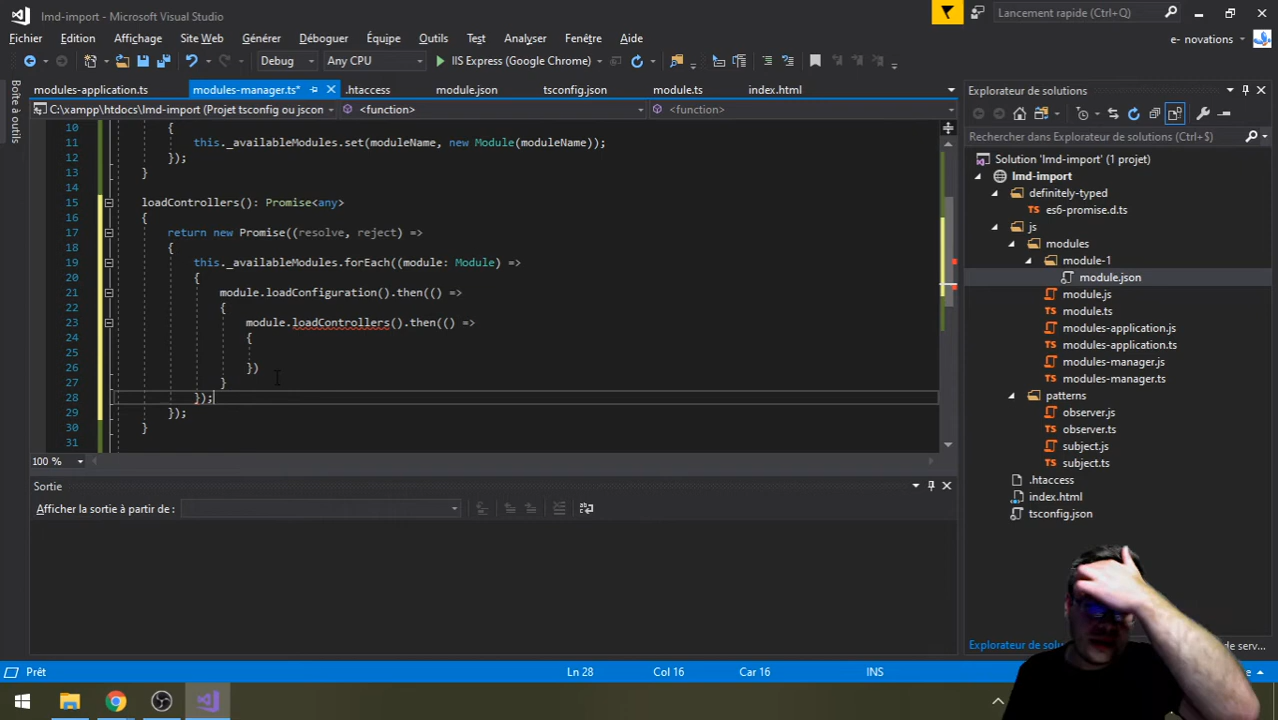 lmd-import - Microsoft Visual Studio
Lancement rapide (Ctrl+Q)
Fichier Edition Affichage Site Web Générer Déboguer Équipe Outils Test Analyser Fenêtre Aide
e- novations
Debug Any CPU IIS Express (Google Chrome)
modules-application.ts modules-manager.ts* .htaccess module.json tsconfig.json module.ts index.html
C:\xampp\htdocs\lmd-import (Projet tsconfig ou jscon <function> <function>
10 {
11 this._availableModules.set(moduleName, new Module(moduleName));
12 });
13 }
14
15 loadControllers(): Promise<any>
16 {
17 return new Promise((resolve, reject) =>
18 {
19 this._availableModules.forEach((module: Module) =>
20 {
21 module.loadConfiguration().then(() =>
22 {
23 module.loadControllers().then(() =>
24 {
25
26 })
27 }
28 });
29 });
30 }
31
100 %
Sortie
Afficher la sortie à partir de :
Boîte à outils
Explorateur de solutions
Rechercher dans Explorateur de solutions (Ctrl+$)
Solution 'lmd-import' (1 projet)
lmd-import
definitely-typed
es6-promise.d.ts
js
modules
module-1
module.json
module.js
module.ts
modules-application.js
modules-application.ts
modules-manager.js
modules-manager.ts
patterns
observer.js
observer.ts
subject.js
subject.ts
.htaccess
index.html
tsconfig.json
Explorateur de solu de serv...
Prêt Ln 28 Col 16 Car 16 INS